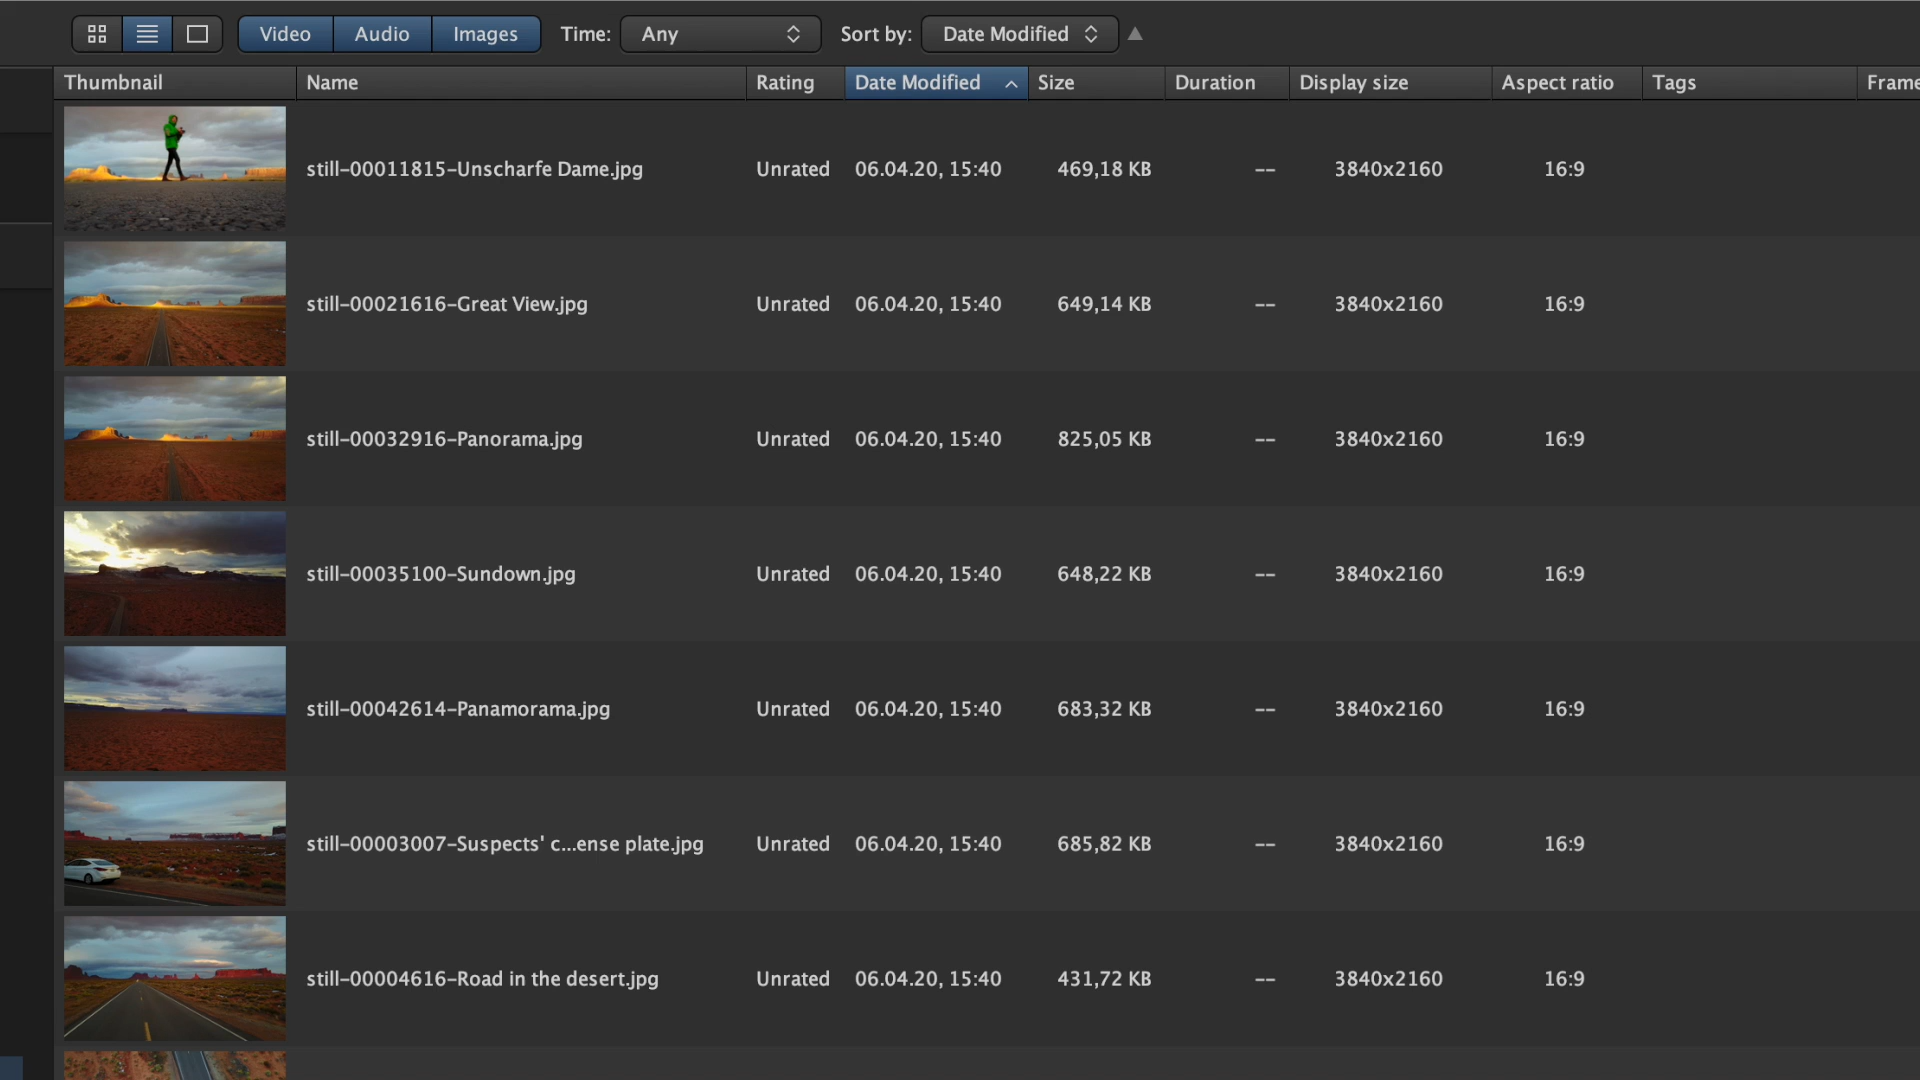 Video Audio Images Time: Any Sort by: Date Modified
Thumbnail Name Rating Date Modified Size Duration Display size Aspect ratio Tags Frame
still-00011815-Unscharfe Dame.jpg Unrated 06.04.20, 15:40 469,18 KB -- 3840x2160 16:9
still-00021616-Great View.jpg Unrated 06.04.20, 15:40 649,14 KB -- 3840x2160 16:9
still-00032916-Panorama.jpg Unrated 06.04.20, 15:40 825,05 KB -- 3840x2160 16:9
still-00035100-Sundown.jpg Unrated 06.04.20, 15:40 648,22 KB -- 3840x2160 16:9
still-00042614-Panamorama.jpg Unrated 06.04.20, 15:40 683,32 KB -- 3840x2160 16:9
still-00003007-Suspects' c...ense plate.jpg Unrated 06.04.20, 15:40 685,82 KB -- 3840x2160 16:9
still-00004616-Road in the desert.jpg Unrated 06.04.20, 15:40 431,72 KB -- 3840x2160 16:9